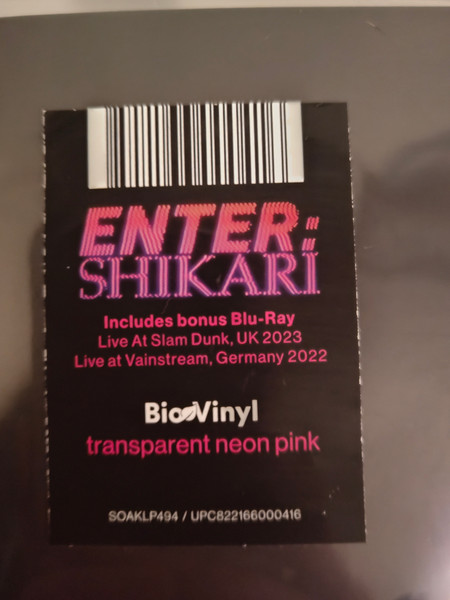 ENTER:
SHIKARI
Includes bonus Blu-Ray
Live At Slam Dunk, UK 2023
Live at Vainstream, Germany 2022
BioVinyl
transparent neon pink
SOAKLP494 / UPC822166000416